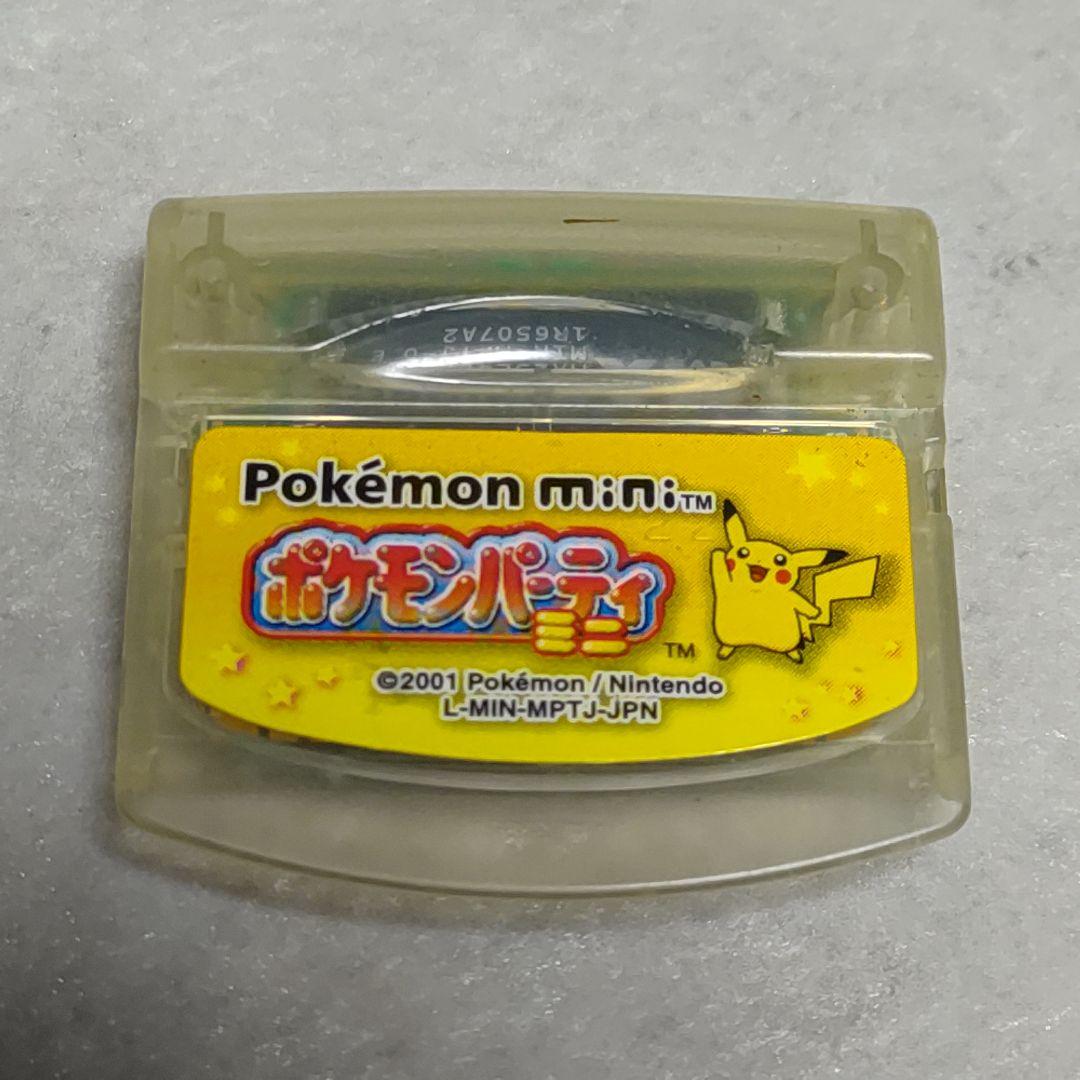 1R6507A2
Pokémon mini™
ポケモンパーティ
ミニ ™
©2001 Pokémon / Nintendo
L-MIN-MPTJ-JPN